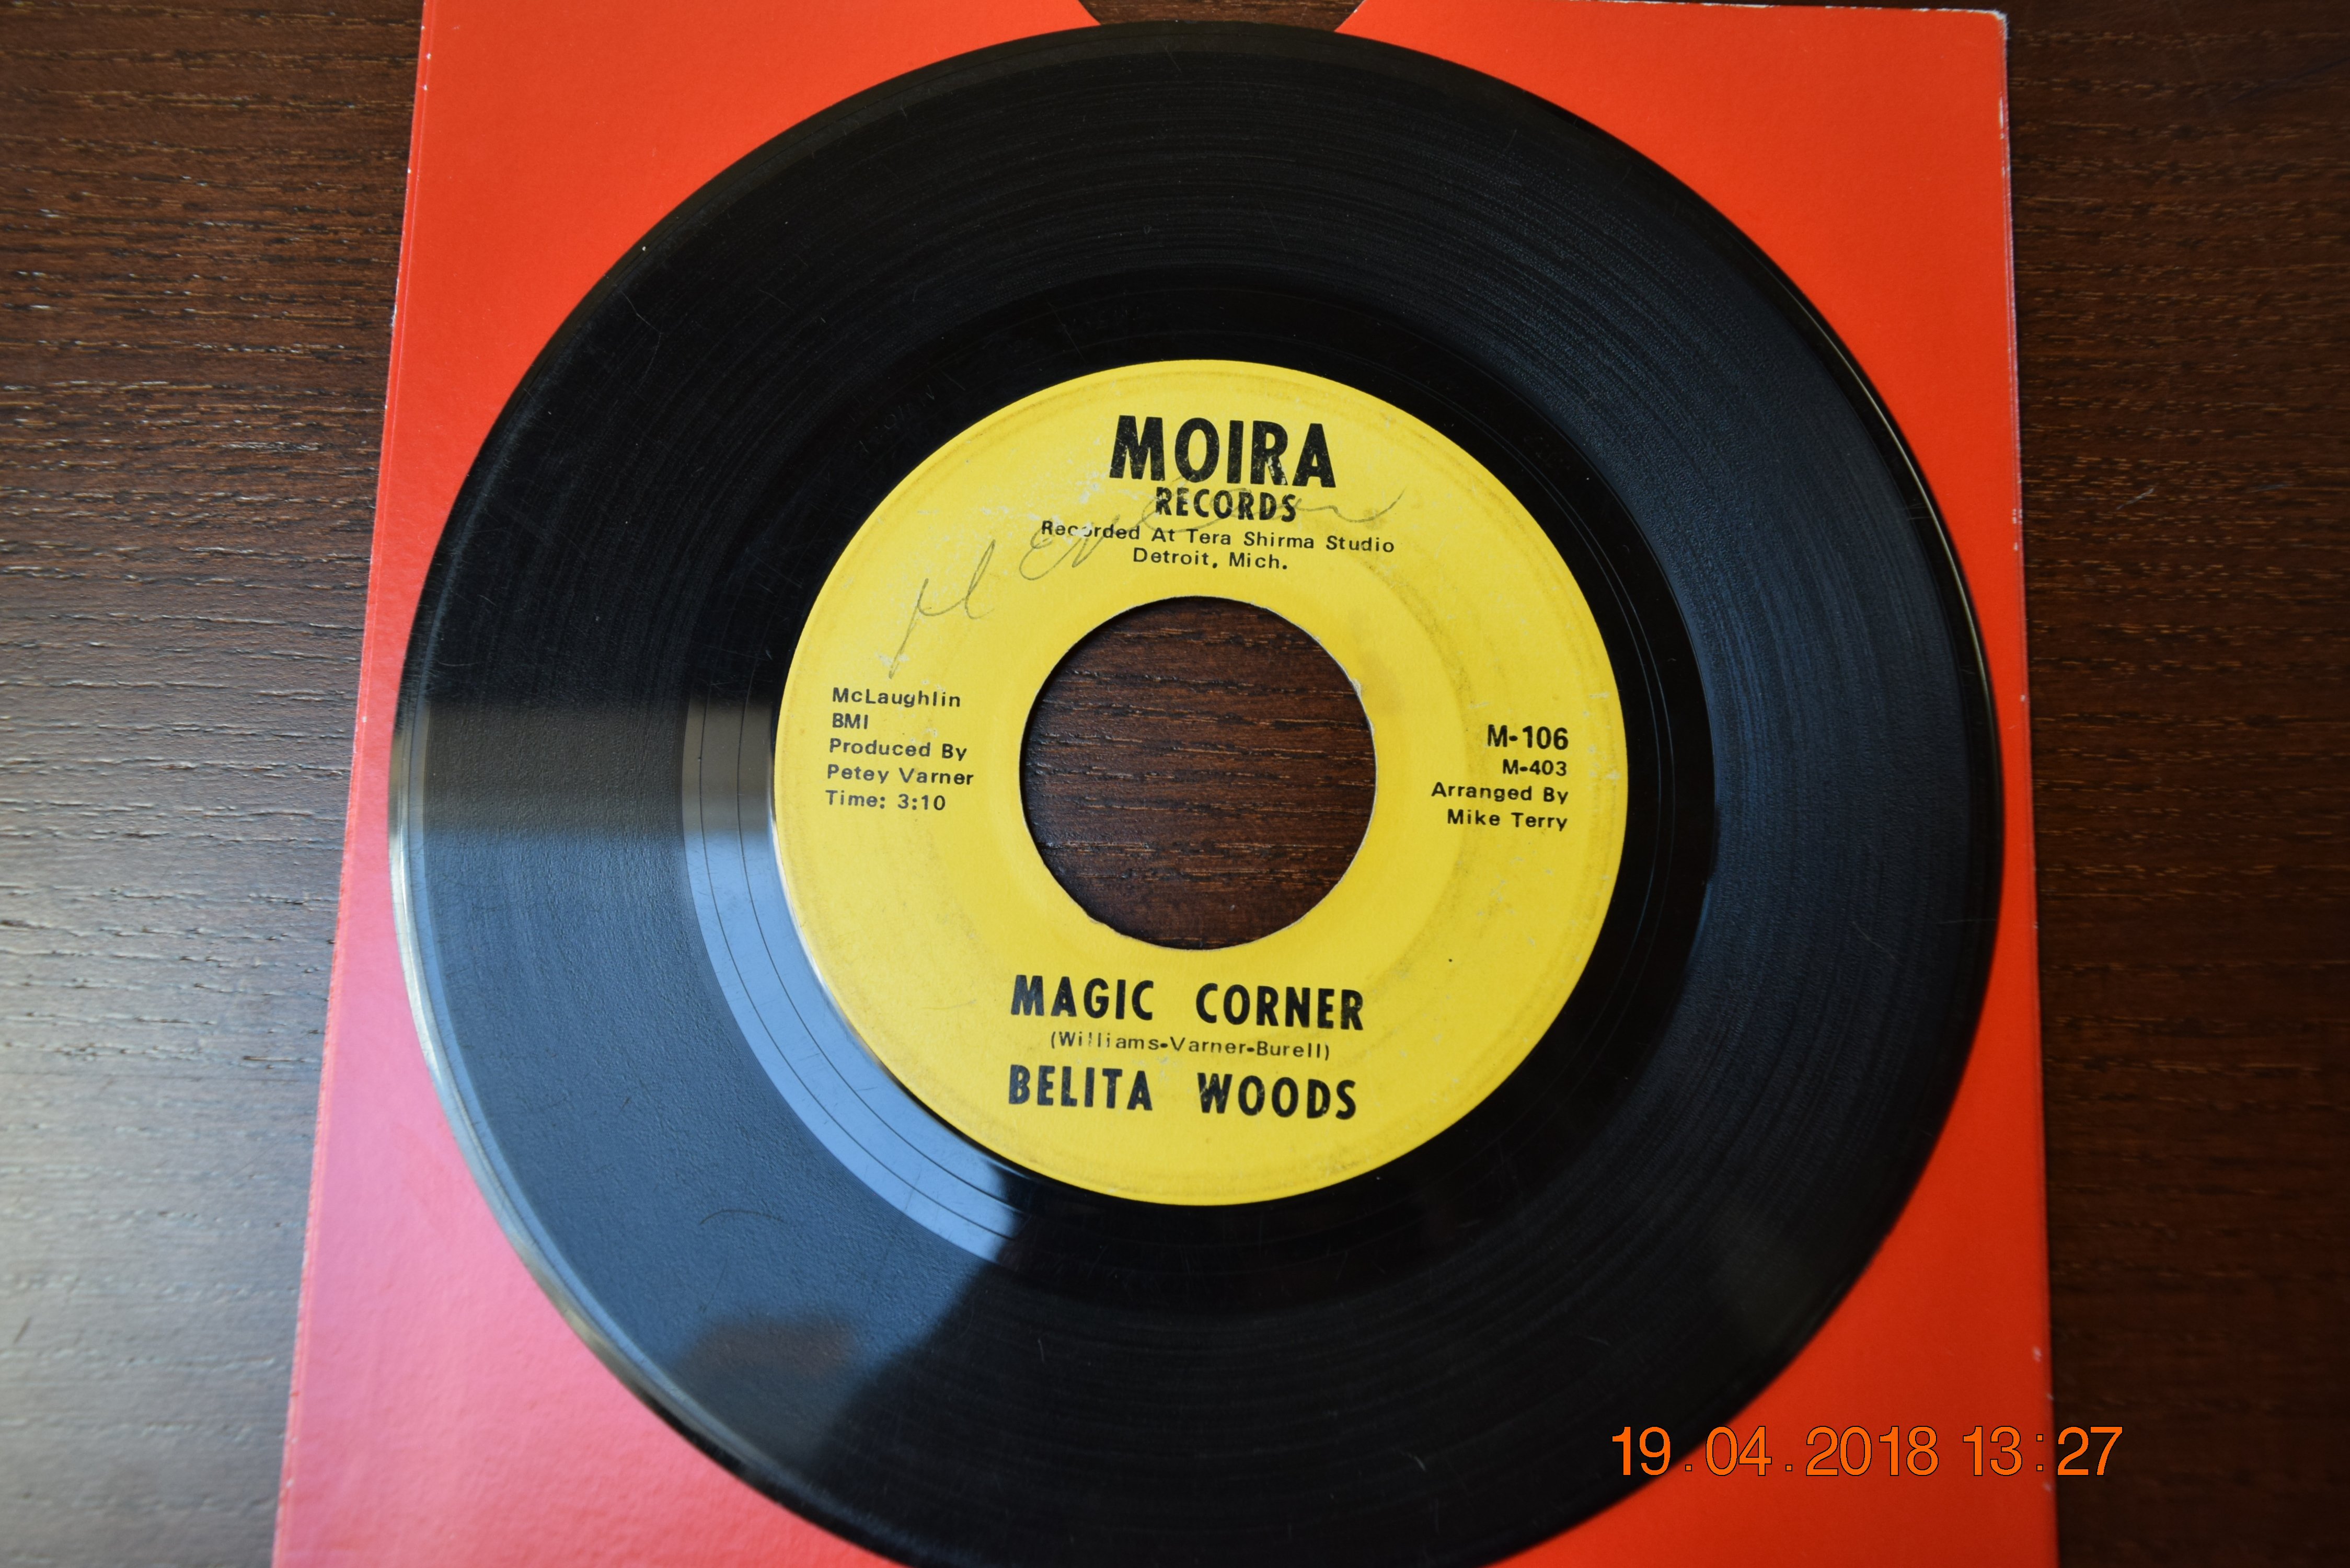 MOIRA
RECORDS
Recorded At Tera Shirma Studio
Detroit, Mich.
McLaughlin
BMI
Produced By
Petey Varner
Time: 3:10
M-106
M-403
Arranged By
Mike Terry
MAGIC CORNER
(Williams-Varner-Burell)
BELITA WOODS
19.04.2018 13:27